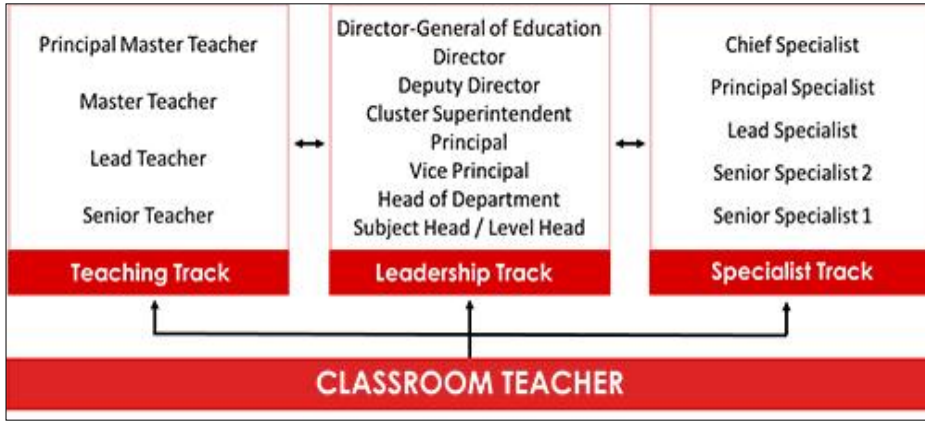 Principal Master Teacher
Master Teacher
Lead Teacher
Senior Teacher
Teaching Track
Director-General of Education
Director
Deputy Director
Cluster Superintendent
Principal
Vice Principal
Head of Department
Subject Head / Level Head
Leadership Track
Chief Specialist
Principal Specialist
Lead Specialist
Senior Specialist 2
Senior Specialist 1
Specialist Track
CLASSROOM TEACHER